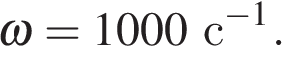 ω = 1000 с⁻¹.